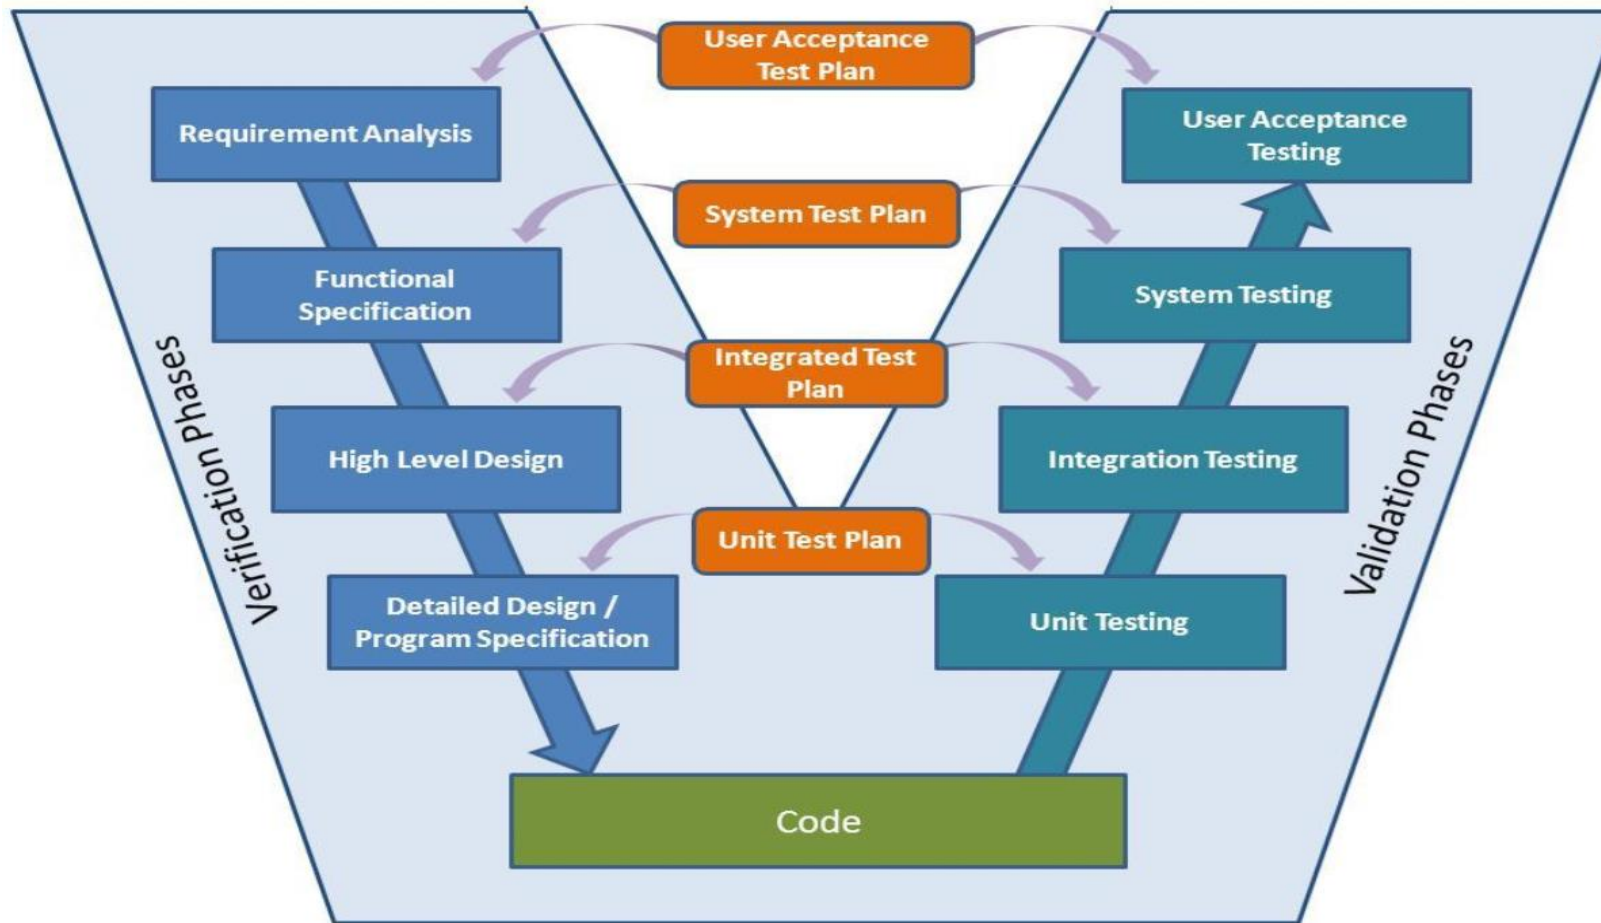 User Acceptance
Test Plan
Requirement Analysis
User Acceptance
Testing
System Test Plan
Functional
Specification
System Testing
Integrated Test
Plan
High Level Design
Integration Testing
Unit Test Plan
Detailed Design /
Program Specification
Unit Testing
Verification Phases
Validation Phases
Code